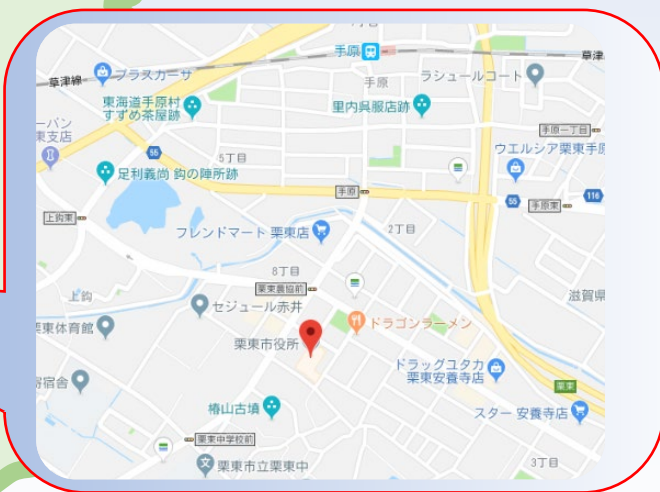 手原
草津
草津線
プラスカーサ
手原
ラシュールコート
東海道手原村
すずめ茶屋跡
里内呉服店跡
ーバン
東支店
手原一丁目
ウエルシア栗東手原
55
5丁目
足利義尚 鈎の陣所跡
手原
55
手原東
116
上鈎東
フレンドマート 栗東店
2丁目
8丁目
栗東農協前
上鈎
セジュール赤井
滋賀県
栗東体育館
ドラゴンラーメン
栗東市役所
ドラッグユタカ
栗東安養寺店
寄宿舎
栗東
椿山古墳
スター 安養寺店
栗東中学校前
栗東市立栗東中
3丁目